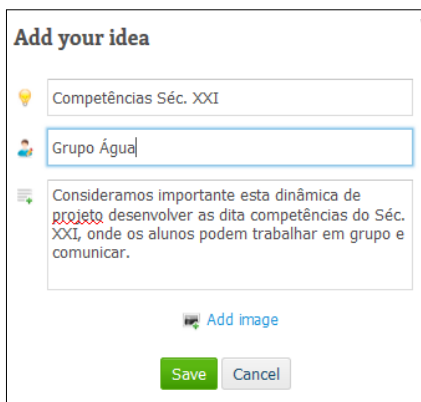 Add your idea
Competências Séc. XXI
Grupo Água
Consideramos importante esta dinâmica de
projeto desenvolver as dita competências do Séc.
XXI, onde os alunos podem trabalhar em grupo e
comunicar.
Add image
Save Cancel